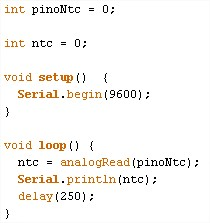 int pinoNtc = 0;
int ntc = 0;
void setup()  {
  Serial.begin(9600);
}
void loop() {
  ntc = analogRead(pinoNtc);
  Serial.println(ntc);
  delay(250);
}